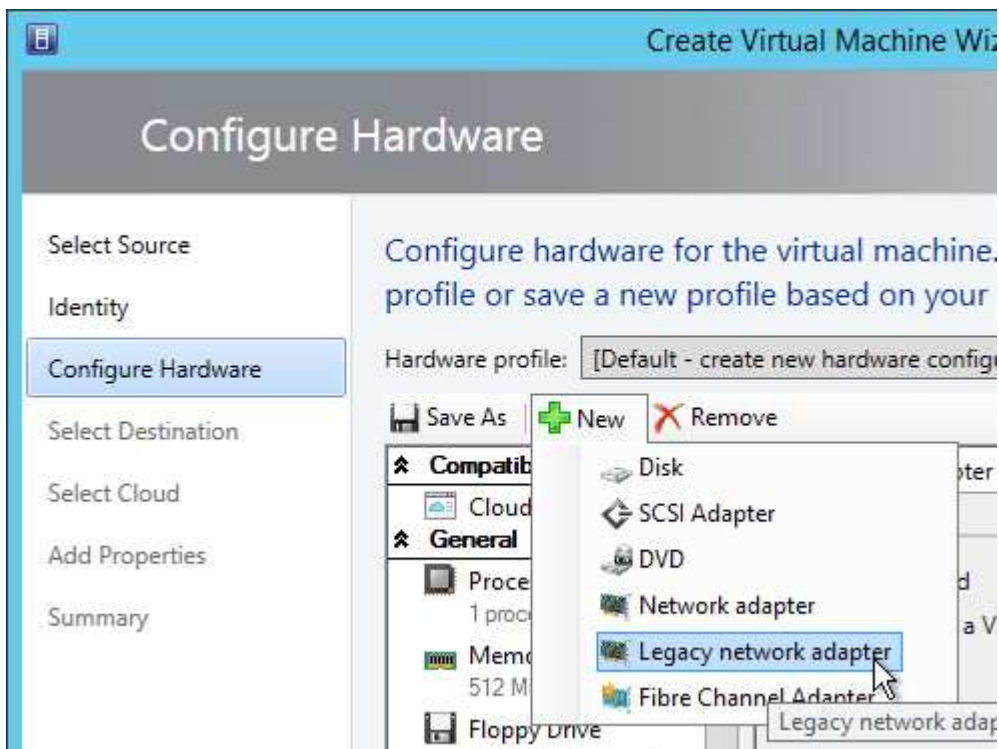 Create Virtual Machine Wiz
Configure Hardware
Select Source
Identity
Configure Hardware
Select Destination
Select Cloud
Add Properties
Summary
Configure hardware for the virtual machine.
profile or save a new profile based on your
Hardware profile: [Default - create new hardware configu
Save As New Remove
Compatib
Cloud
General
Proce
1 proc
Memo
512 M
Floppy Drive
Disk
SCSI Adapter
DVD
Network adapter
Legacy network adapter
Fibre Channel Adapter
Legacy network adap
pter
d
a V